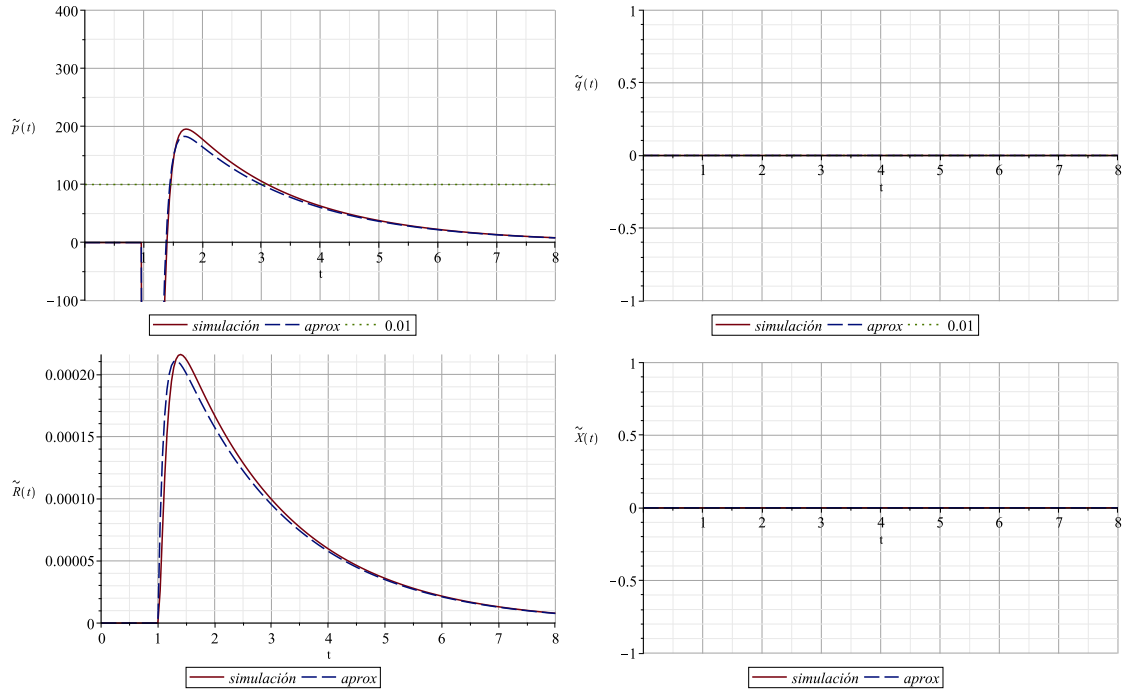 400
300
200
100
0
−100
p̃(t)
1 2 3 4 5 6 7 8
t
simulación aprox 0.01
1
0.5
0
−0.5
−1
q̃(t)
1 2 3 4 5 6 7 8
t
simulación aprox 0.01
0.00020
0.00015
0.00010
0.00005
0
R̃(t)
0 1 2 3 4 5 6 7 8
t
simulación aprox
1
0.5
0
−0.5
−1
X̃(t)
1 2 3 4 5 6 7 8
t
simulación aprox